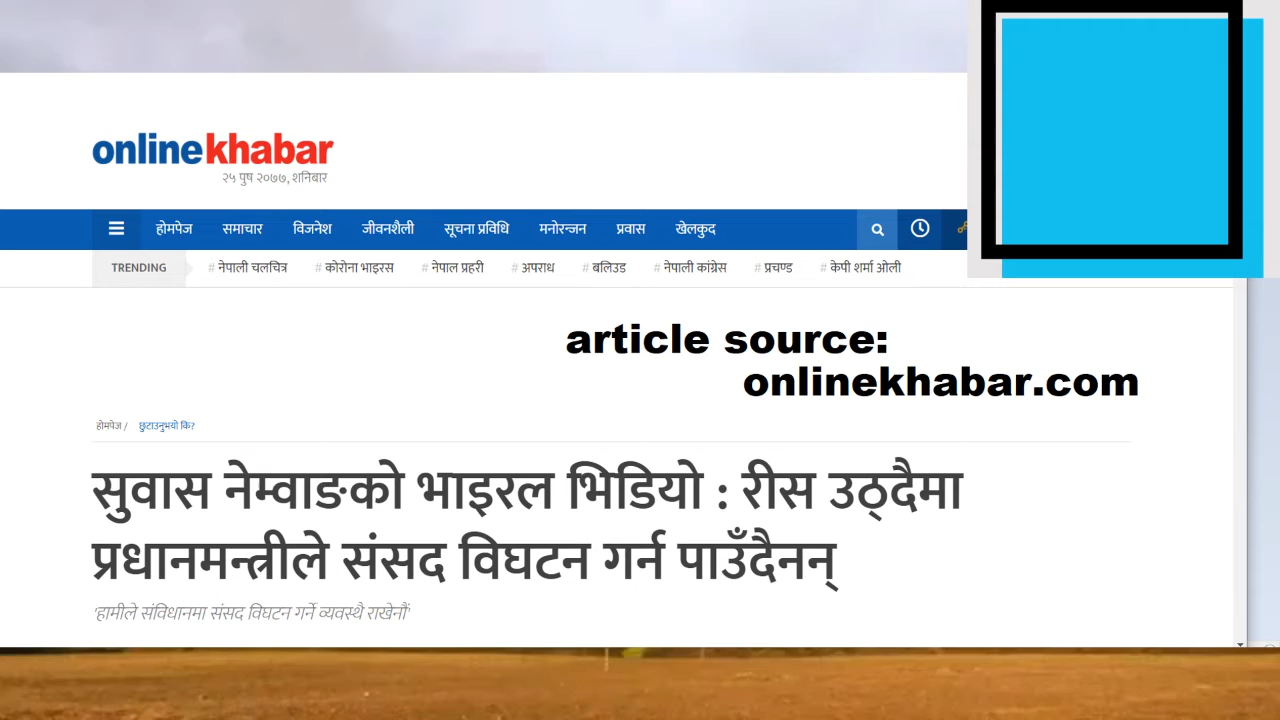 onlinekhabar
२५ पुष २०७७, शनिबार
होमपेज समाचार विजनेश जीवनशैली सूचना प्रविधि मनोरन्जन प्रवास खेलकुद
TRENDING # नेपाली चलचित्र # कोरोना भाइरस # नेपाल प्रहरी # अपराध # बलिउड # नेपाली कांग्रेस # प्रचण्ड # केपी शर्मा ओली
article source:
onlinekhabar.com
होमपेज / छुटाउनुभयो कि?
सुवास नेम्वाङको भाइरल भिडियो : रीस उठ्दैमा
प्रधानमन्त्रीले संसद विघटन गर्न पाउँदैनन्
'हामीले संविधानमा संसद विघटन गर्ने व्यवस्थै राखेनौं'